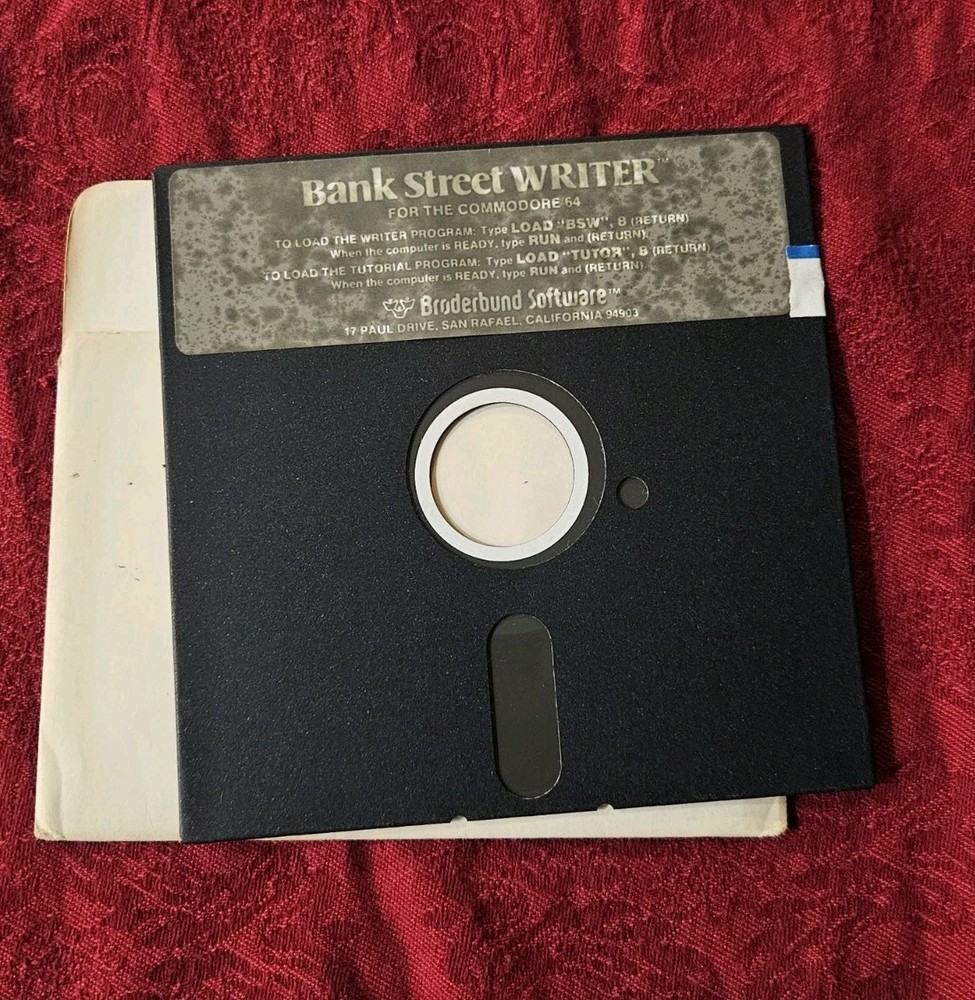 Bank Street WRITER™
FOR THE COMMODORE 64
TO LOAD THE WRITER PROGRAM: Type LOAD "BSW", 8 (RETURN)
When the computer is READY, type RUN and (RETURN).
TO LOAD THE TUTORIAL PROGRAM: Type LOAD "TUTOR", 8 (RETURN)
When the computer is READY, type RUN and (RETURN).
Brøderbund Software™
17 PAUL DRIVE, SAN RAFAEL, CALIFORNIA 94903